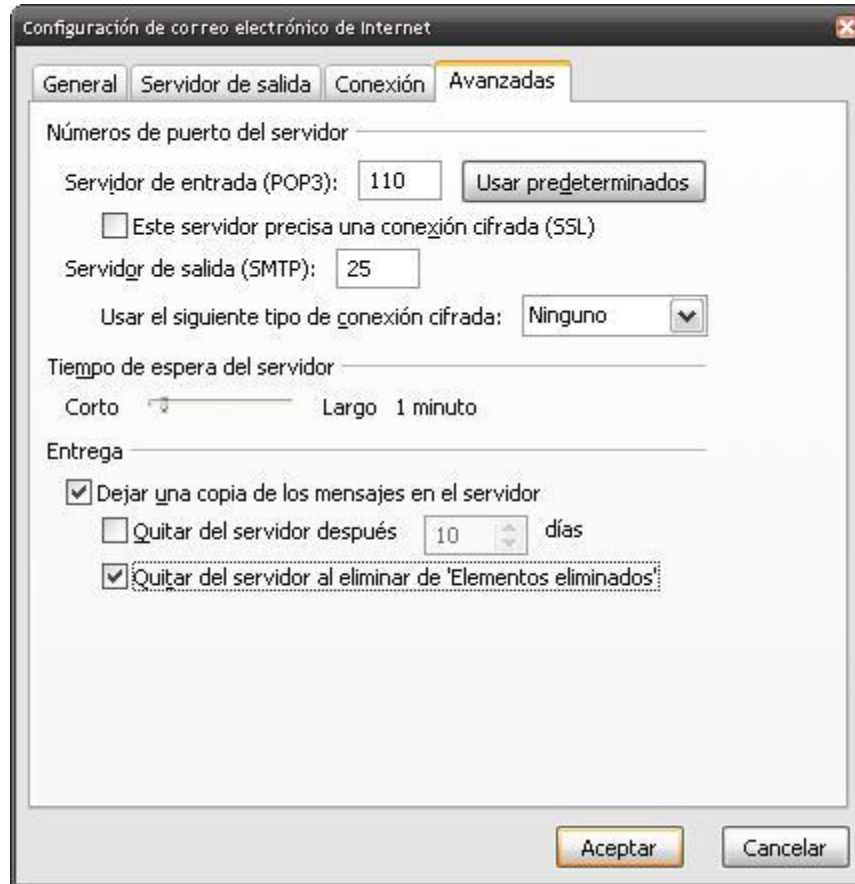 Configuración de correo electrónico de Internet
General Servidor de salida Conexión Avanzadas
Números de puerto del servidor
Servidor de entrada (POP3): 110 Usar predeterminados
Este servidor precisa una conexión cifrada (SSL)
Servidor de salida (SMTP): 25
Usar el siguiente tipo de conexión cifrada: Ninguno
Tiempo de espera del servidor
Corto Largo 1 minuto
Entrega
Dejar una copia de los mensajes en el servidor
Quitar del servidor después 10 días
Quitar del servidor al eliminar de 'Elementos eliminados'
Aceptar Cancelar